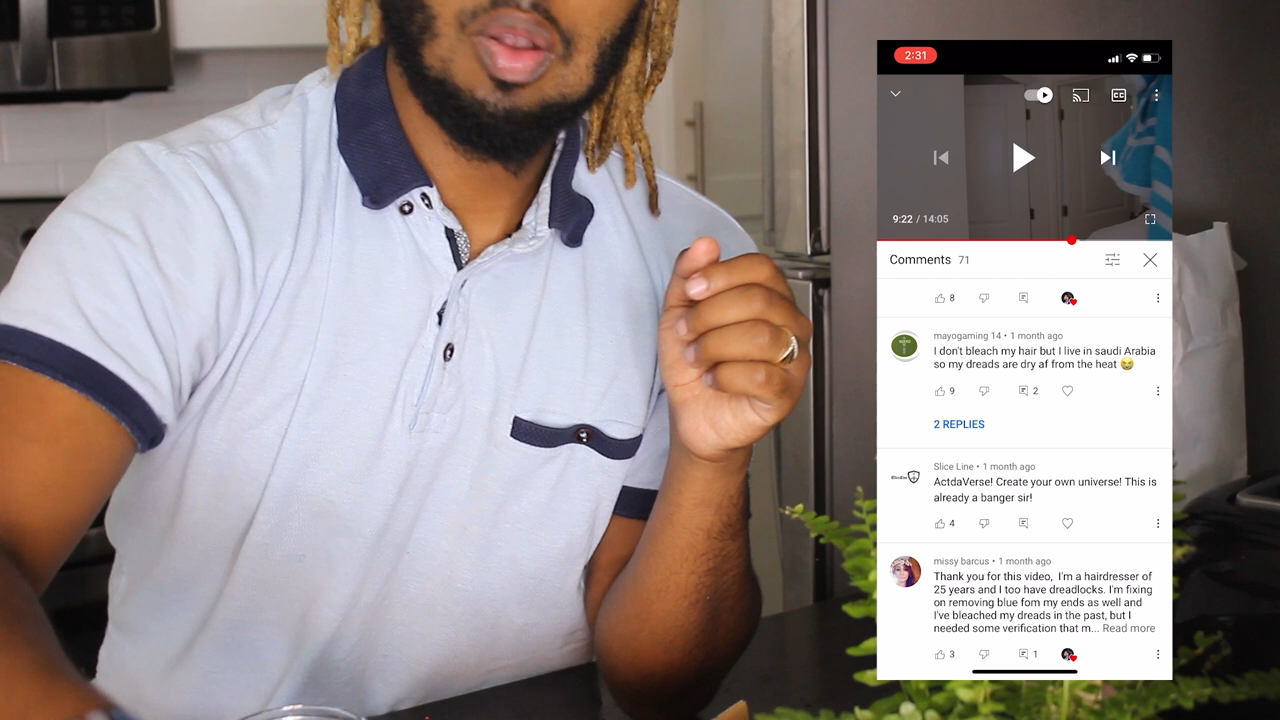 2:31
CC
9:22 / 14:05
Comments 71
8
mayogaming 14 • 1 month ago
I don't bleach my hair but I live in saudi Arabia
so my dreads are dry af from the heat 😭
9 2
2 REPLIES
Slice Line • 1 month ago
ActdaVerse! Create your own universe! This is
already a banger sir!
4
missy barcus • 1 month ago
Thank you for this video, I'm a hairdresser of
25 years and I too have dreadlocks. I'm fixing
on removing blue fom my ends as well and
I've bleached my dreads in the past, but I
needed some verification that m... Read more
3 1